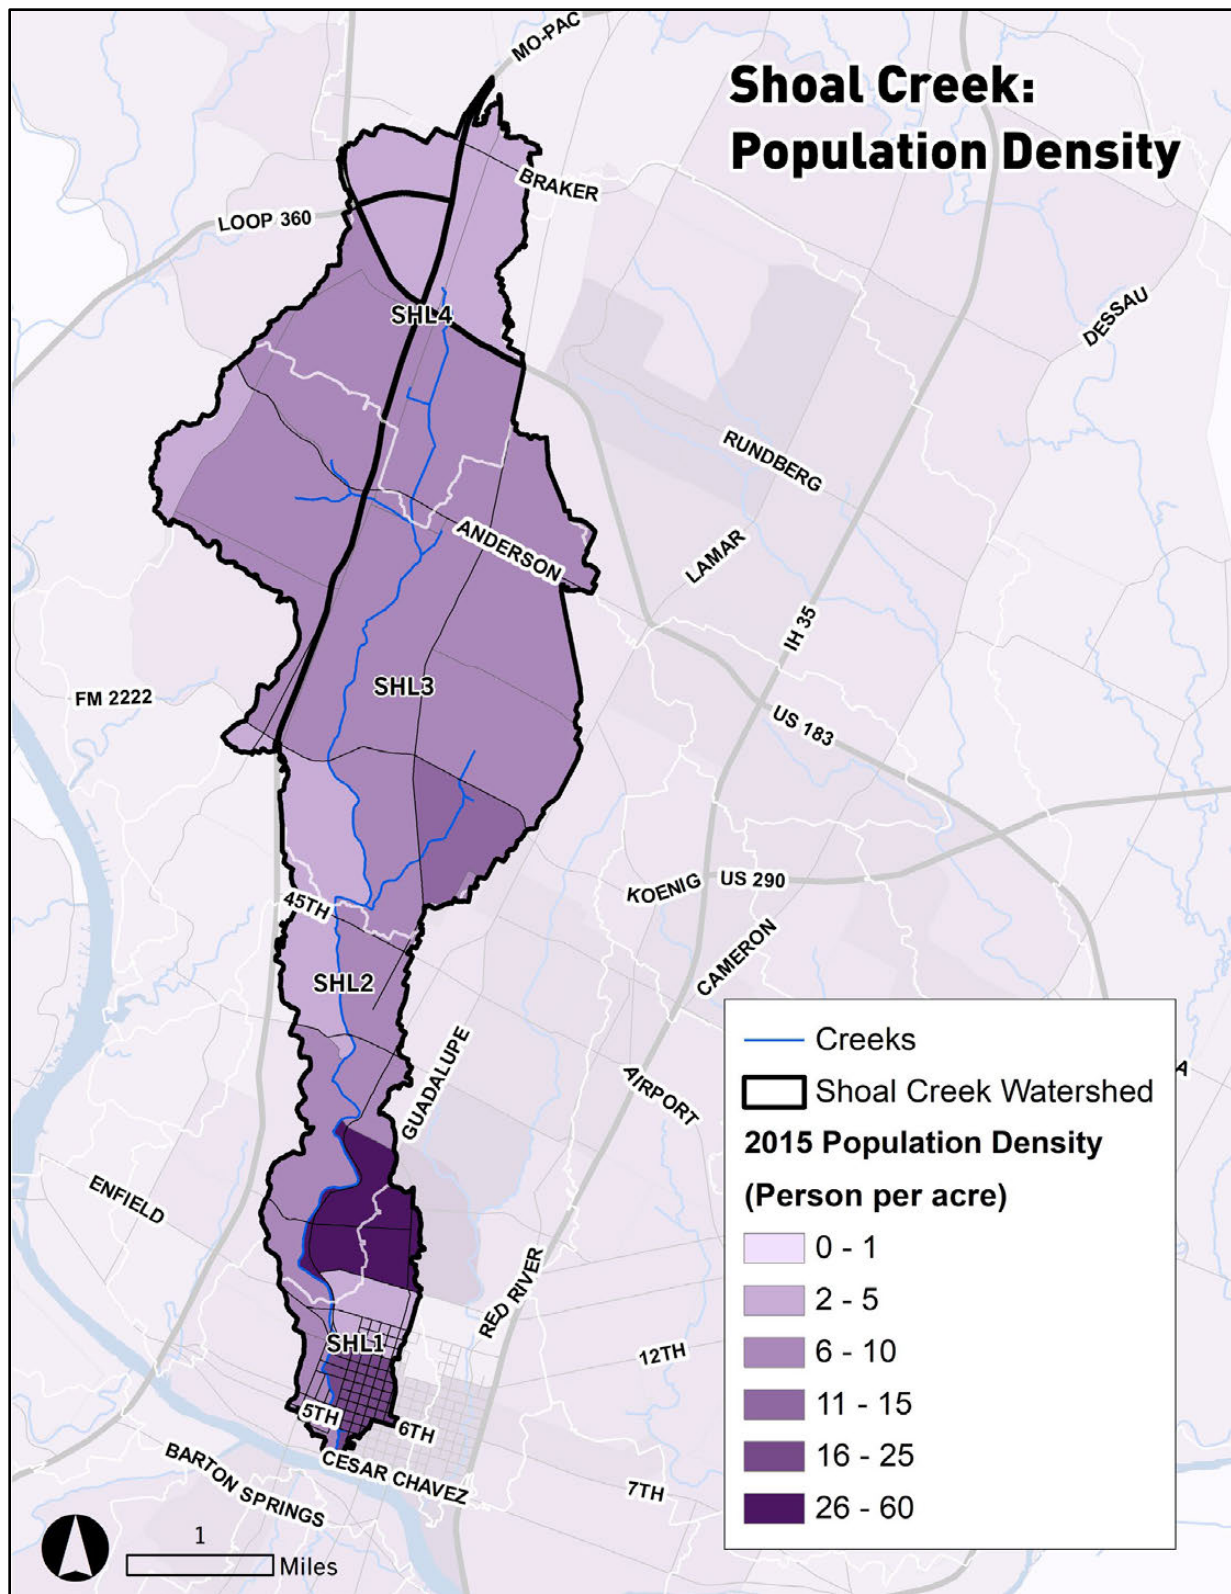 MO-PAC
Shoal Creek:
Population Density
BRAKER
LOOP 360
DESSAU
SHL4
RUNDBERG
ANDERSON
LAMAR
IH 35
SHL3
FM 2222
US 183
KOENIG
US 290
45TH
CAMERON
SHL2
GUADALUPE
AIRPORT
A
ENFIELD
RED RIVER
SHL1
12TH
5TH
6TH
CESAR CHAVEZ
BARTON SPRINGS
7TH
Creeks
Shoal Creek Watershed
2015 Population Density
(Person per acre)
0 - 1
2 - 5
6 - 10
11 - 15
16 - 25
26 - 60
1
Miles